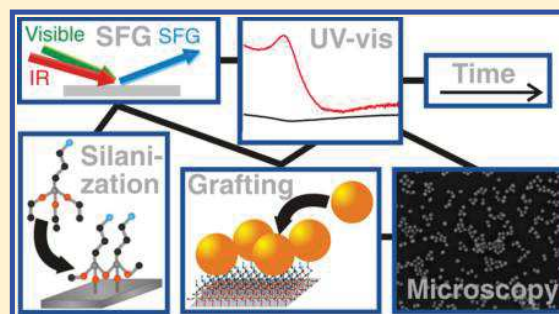 Visible
SFG
SFG
IR
UV-vis
Time
Silani-
zation
Grafting
Microscopy